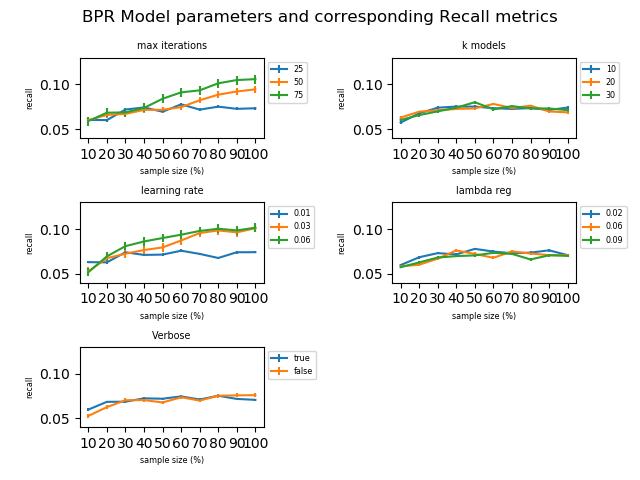 BPR Model parameters and corresponding Recall metrics
max iterations
0.10
0.05
recall
10 20 30 40 50 60 70 80 90 100
sample size (%)
25
50
75
k models
0.10
0.05
recall
10 20 30 40 50 60 70 80 90 100
sample size (%)
10
20
30
learning rate
0.10
0.05
recall
10 20 30 40 50 60 70 80 90 100
sample size (%)
0.01
0.03
0.06
lambda reg
0.10
0.05
recall
10 20 30 40 50 60 70 80 90 100
sample size (%)
0.02
0.06
0.09
Verbose
0.10
0.05
recall
10 20 30 40 50 60 70 80 90 100
sample size (%)
true
false